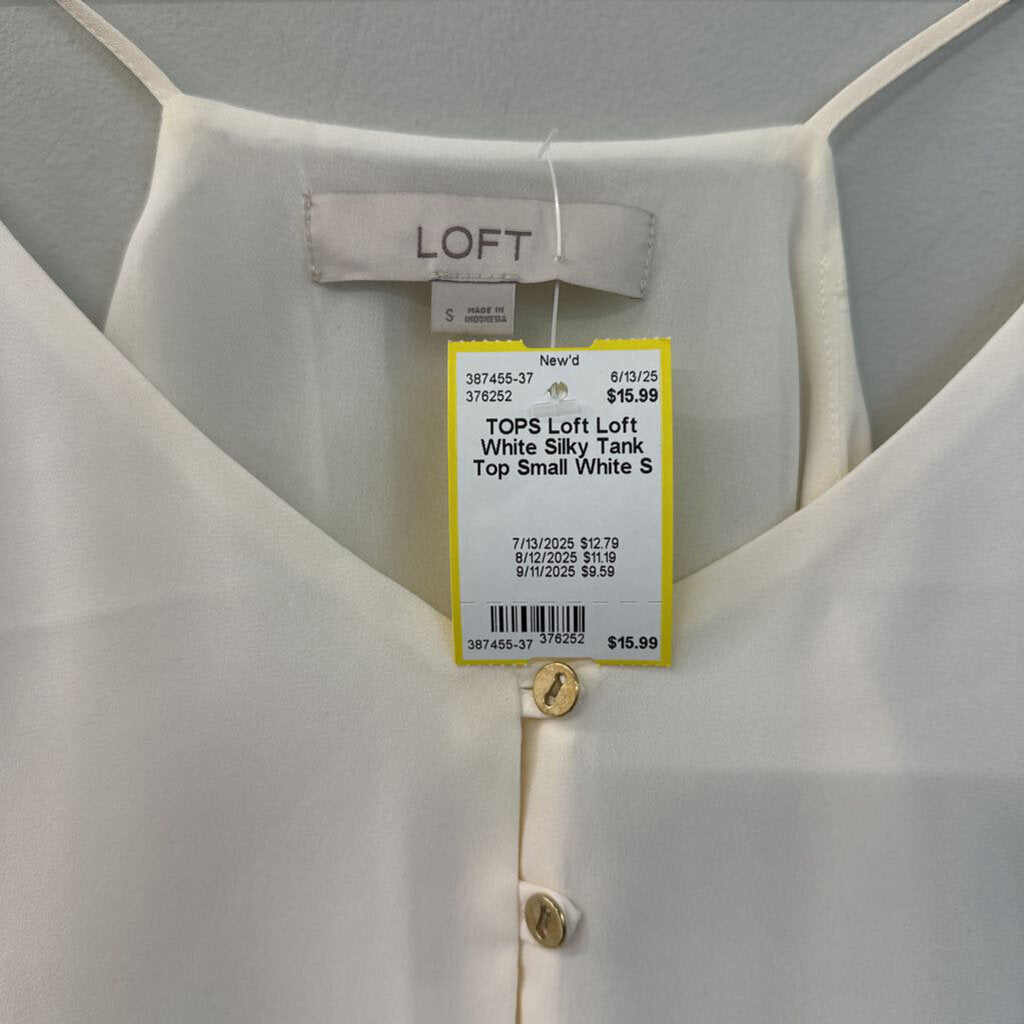 LOFT
S MADE IN
INDONESIA
New'd
387455-37 6/13/25
376252 $15.99
TOPS Loft Loft
White Silky Tank
Top Small White S
7/13/2025 $12.79
8/12/2025 $11.19
9/11/2025 $9.59
387455-37 376252 $15.99